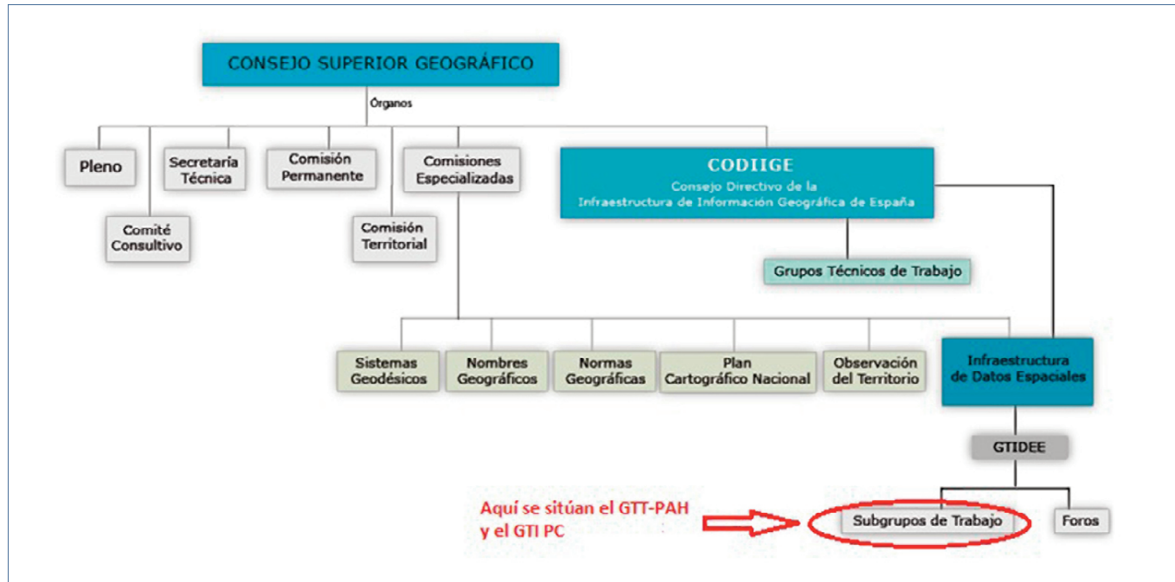 CONSEJO SUPERIOR GEOGRÁFICO
Órganos
Pleno
Secretaría
Técnica
Comisión
Permanente
Comisiones
Especializadas
CODIIGE
Consejo Directivo de la
Infraestructura de Información Geográfica de España
Comité
Consultivo
Comisión
Territorial
Grupos Técnicos de Trabajo
Sistemas
Geodésicos
Nombres
Geográficos
Normas
Geográficas
Plan
Cartográfico Nacional
Observación
del Territorio
Infraestructura
de Datos Espaciales
GTIDEE
Aquí se sitúan el GTT-PAH
y el GTI PC
Subgrupos de Trabajo
Foros